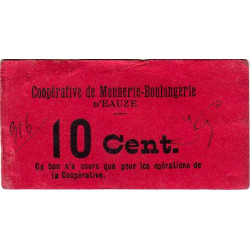 Coopérative de Meunerie-Boulangerie
D'EAUZE
10 Cent.
Ce bon n'a cours que pour les opérations de
la Coopérative.